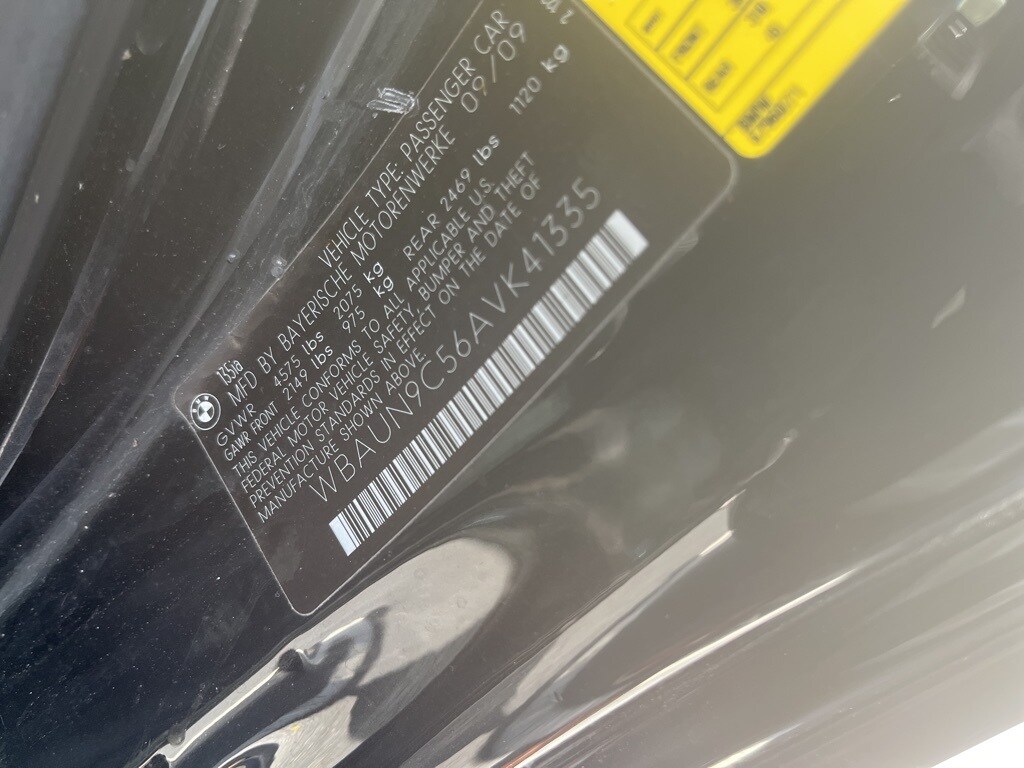 135I8
VEHICLE TYPE: PASSENGER CAR
MFD BY BAYERISCHE MOTORENWERKE 09/09
GVWR 4575 lbs 2075 kg
GAWR FRONT 2149 lbs 975 kg REAR 2469 lbs 1120 kg
THIS VEHICLE CONFORMS TO ALL APPLICABLE U.S.
FEDERAL MOTOR VEHICLE SAFETY, BUMPER AND THEFT
PREVENTION STANDARDS IN EFFECT ON THE DATE OF
MANUFACTURE SHOWN ABOVE
WBAUN9C56AVK41335